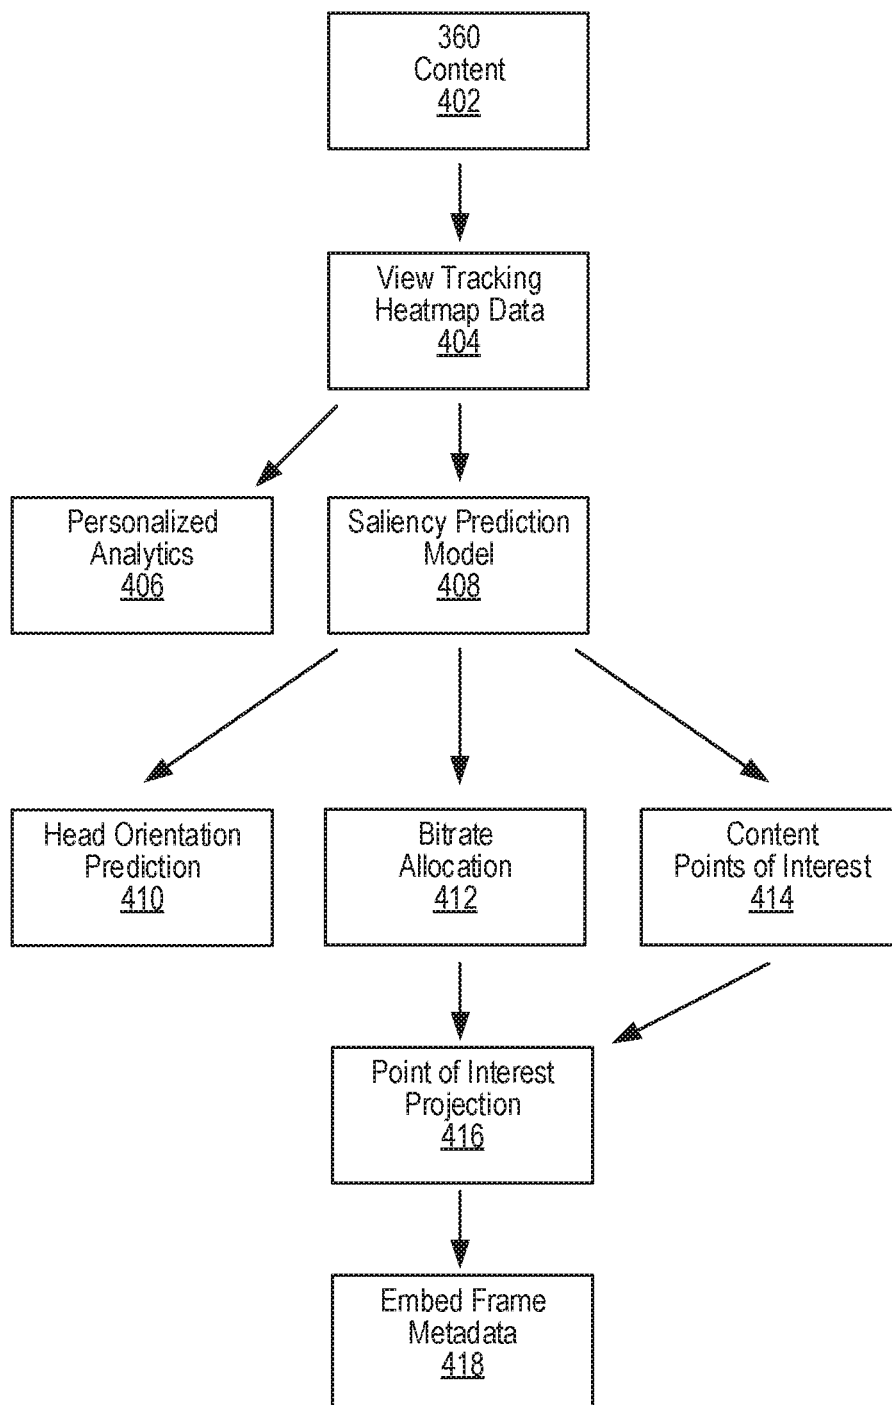 360
Content
402
View Tracking
Heatmap Data
404
Personalized
Analytics
406
Saliency Prediction
Model
408
Head Orientation
Prediction
410
Bitrate
Allocation
412
Content
Points of Interest
414
Point of Interest
Projection
416
Embed Frame
Metadata
418